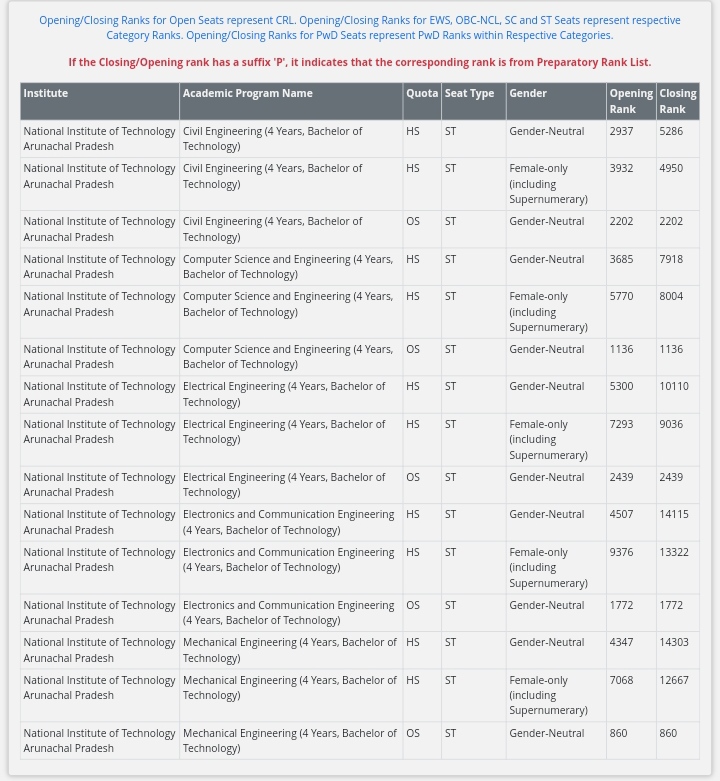 Opening/Closing Ranks for Open Seats represent CRL. Opening/Closing Ranks for EWS, OBC-NCL, SC and ST Seats represent respective
Category Ranks. Opening/Closing Ranks for PwD Seats represent PwD Ranks within Respective Categories.
If the Closing/Opening rank has a suffix 'P', it indicates that the corresponding rank is from Preparatory Rank List.
Institute Academic Program Name Quota Seat Type Gender Opening Closing
Rank Rank
National Institute of Technology Civil Engineering (4 Years, Bachelor of HS ST Gender-Neutral 2937 5286
Arunachal Pradesh Technology)
National Institute of Technology Civil Engineering (4 Years, Bachelor of HS ST Female-only 3932 4950
Arunachal Pradesh Technology) (including
Supernumerary)
National Institute of Technology Civil Engineering (4 Years, Bachelor of OS ST Gender-Neutral 2202 2202
Arunachal Pradesh Technology)
National Institute of Technology Computer Science and Engineering (4 Years, HS ST Gender-Neutral 3685 7918
Arunachal Pradesh Bachelor of Technology)
National Institute of Technology Computer Science and Engineering (4 Years, HS ST Female-only 5770 8004
Arunachal Pradesh Bachelor of Technology) (including
Supernumerary)
National Institute of Technology Computer Science and Engineering (4 Years, OS ST Gender-Neutral 1136 1136
Arunachal Pradesh Bachelor of Technology)
National Institute of Technology Electrical Engineering (4 Years, Bachelor of HS ST Gender-Neutral 5300 10110
Arunachal Pradesh Technology)
National Institute of Technology Electrical Engineering (4 Years, Bachelor of HS ST Female-only 7293 9036
Arunachal Pradesh Technology) (including
Supernumerary)
National Institute of Technology Electrical Engineering (4 Years, Bachelor of OS ST Gender-Neutral 2439 2439
Arunachal Pradesh Technology)
National Institute of Technology Electronics and Communication Engineering HS ST Gender-Neutral 4507 14115
Arunachal Pradesh (4 Years, Bachelor of Technology)
National Institute of Technology Electronics and Communication Engineering HS ST Female-only 9376 13322
Arunachal Pradesh (4 Years, Bachelor of Technology) (including
Supernumerary)
National Institute of Technology Electronics and Communication Engineering OS ST Gender-Neutral 1772 1772
Arunachal Pradesh (4 Years, Bachelor of Technology)
National Institute of Technology Mechanical Engineering (4 Years, Bachelor of HS ST Gender-Neutral 4347 14303
Arunachal Pradesh Technology)
National Institute of Technology Mechanical Engineering (4 Years, Bachelor of HS ST Female-only 7068 12667
Arunachal Pradesh Technology) (including
Supernumerary)
National Institute of Technology Mechanical Engineering (4 Years, Bachelor of OS ST Gender-Neutral 860 860
Arunachal Pradesh Technology)